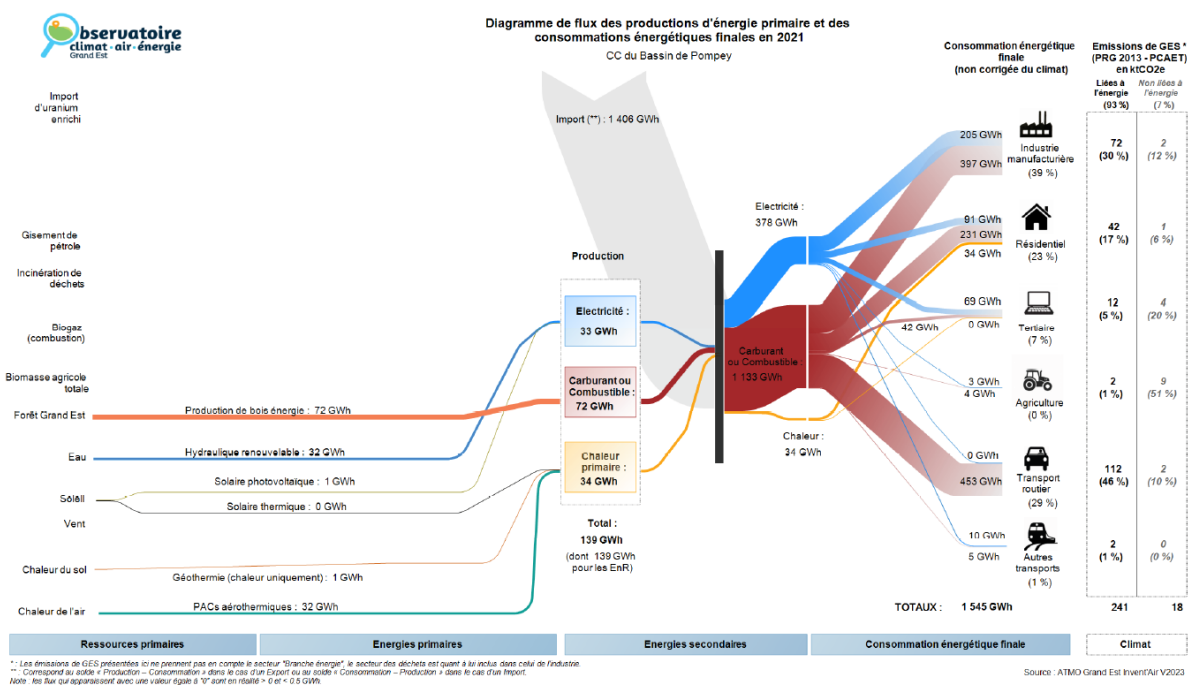 Observatoire
climat · air · énergie
Grand Est
Diagramme de flux des productions d'énergie primaire et des
consommations énergétiques finales en 2021
CC du Bassin de Pompey
Consommation énergétique
finale
(non corrigée du climat)
Emissions de GES *
(PRG 2013 - PCAET)
en ktCO2e
Liées à
l'énergie
(93 %)
Non liées à
l'énergie
(7 %)
Import
d'uranium
enrichi
Import (**) : 1 406 GWh
205 GWh
397 GWh
Industrie
manufacturière
(39 %)
72
(30 %)
2
(12 %)
Electricité :
378 GWh
91 GWh
231 GWh
34 GWh
Résidentiel
(23 %)
42
(17 %)
1
(6 %)
Gisement de
pétrole
Incinération de
déchets
Biogaz
(combustion)
Biomasse agricole
totale
Forêt Grand Est
Production de bois énergie : 72 GWh
Eau
Hydraulique renouvelable : 32 GWh
Soleil
Solaire photovoltaïque : 1 GWh
Solaire thermique : 0 GWh
Vent
Chaleur du sol
Géothermie (chaleur uniquement) : 1 GWh
Chaleur de l'air
PACs aérothermiques : 32 GWh
Production
Electricité :
33 GWh
Carburant ou
Combustible :
72 GWh
Chaleur
primaire :
34 GWh
Total :
139 GWh
(dont 139 GWh
pour les EnR)
Carburant
ou Combustible :
1 133 GWh
Chaleur :
34 GWh
69 GWh
42 GWh
0 GWh
Tertiaire
(7 %)
12
(5 %)
4
(20 %)
3 GWh
4 GWh
Agriculture
(0 %)
2
(1 %)
9
(51 %)
0 GWh
453 GWh
Transport
routier
(29 %)
112
(46 %)
2
(10 %)
10 GWh
5 GWh
Autres
transports
(1 %)
2
(1 %)
0
(0 %)
TOTAUX : 1 545 GWh
241
18
Ressources primaires
Energies primaires
Energies secondaires
Consommation énergétique finale
Climat
* : Les émissions de GES présentées ici ne prennent pas en compte le secteur "Branche énergie", le secteur des déchets est quant à lui inclus dans celui de l'industrie.
** : Correspond au solde « Production – Consommation » dans le cas d'un Export ou au solde « Consommation – Production » dans le cas d'un Import.
Note : les flux qui apparaissent avec une valeur égale à "0" sont en réalité > 0 et < 0.5 GWh.
Source : ATMO Grand Est Invent'Air V2023